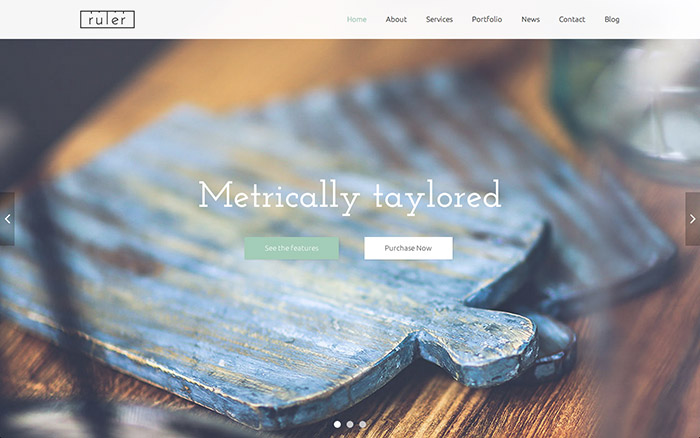 ruler
Home About Services Portfolio News Contact Blog
Metrically taylored
See the features Purchase Now